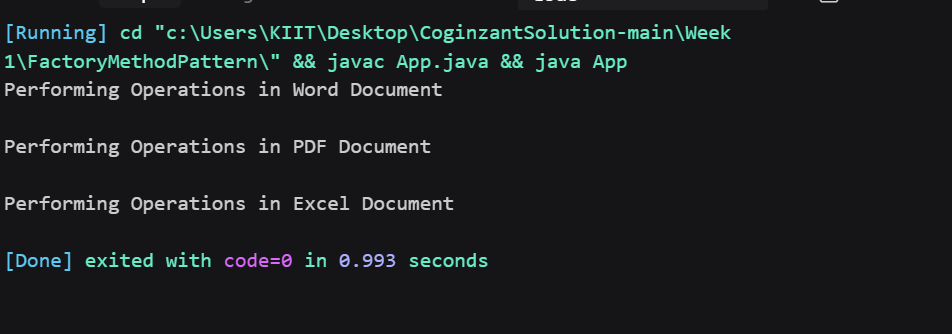 [Running] cd "c:\Users\KIIT\Desktop\CoginzantSolution-main\Week
1\FactoryMethodPattern\" && javac App.java && java App
Performing Operations in Word Document
Performing Operations in PDF Document
Performing Operations in Excel Document
[Done] exited with code=0 in 0.993 seconds